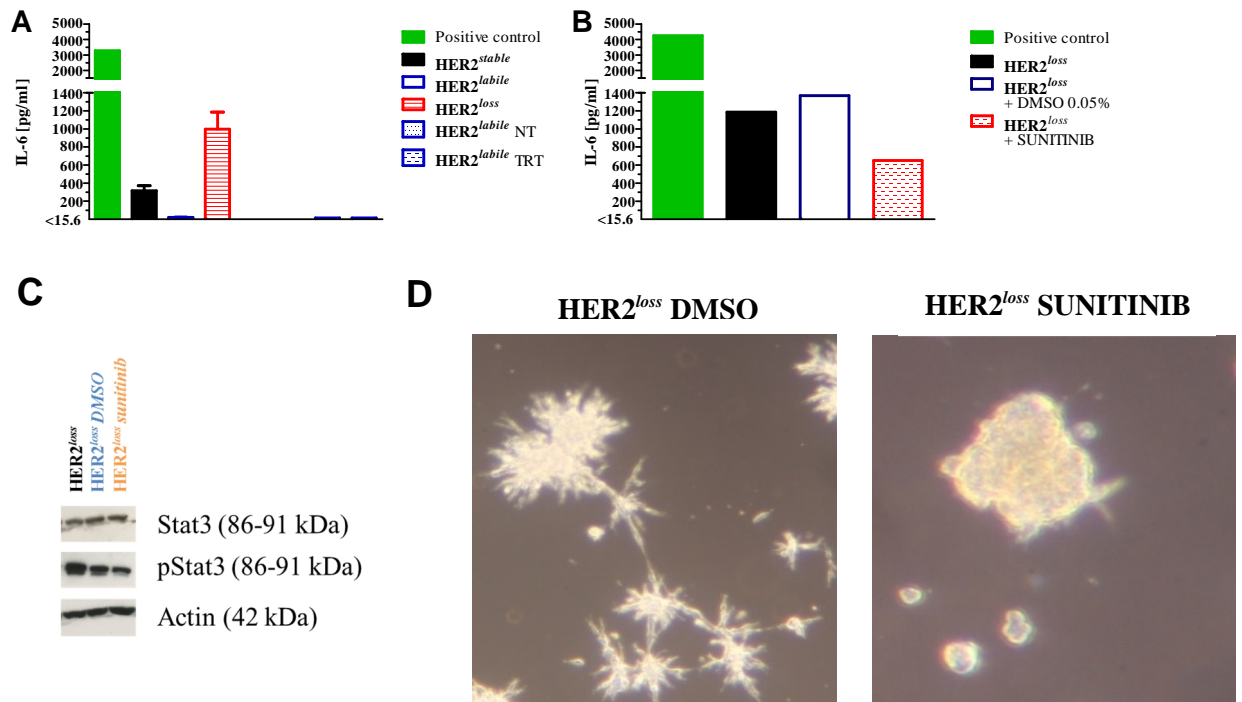 A
IL-6 [pg/ml]
5000
4000
3000
2000
1400
1200
1000
800
600
400
200
<15.6
Positive control
HER2stable
HER2labile
HER2loss
HER2labile NT
HER2labile TRT
B
IL-6 [pg/ml]
5000
4000
3000
2000
1400
1200
1000
800
600
400
200
<15.6
Positive control
HER2loss
HER2loss
+ DMSO 0.05%
HER2loss
+ SUNITINIB
C
HER2loss
HER2loss DMSO
HER2loss sunitinib
Stat3 (86-91 kDa)
pStat3 (86-91 kDa)
Actin (42 kDa)
D
HER2loss DMSO
HER2loss SUNITINIB